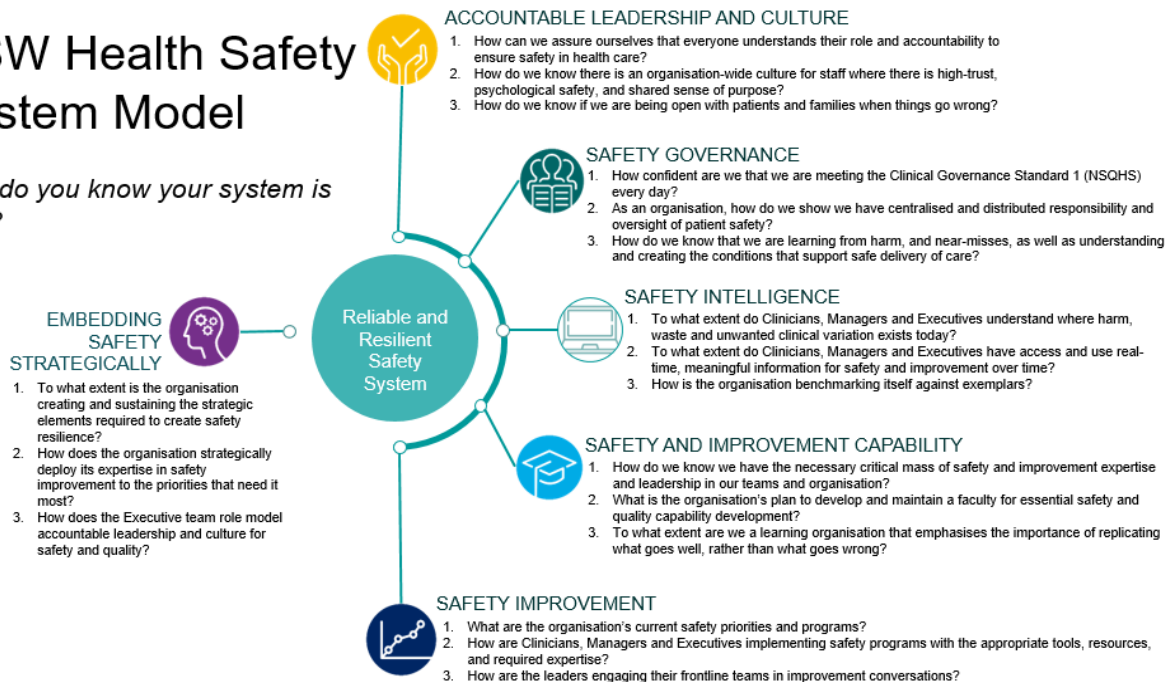 SW Health Safety
stem Model
do you know your system is
?
ACCOUNTABLE LEADERSHIP AND CULTURE
1. How can we assure ourselves that everyone understands their role and accountability to
ensure safety in health care?
2. How do we know there is an organisation-wide culture for staff where there is high-trust,
psychological safety, and shared sense of purpose?
3. How do we know if we are being open with patients and families when things go wrong?
SAFETY GOVERNANCE
1. How confident are we that we are meeting the Clinical Governance Standard 1 (NSQHS)
every day?
2. As an organisation, how do we show we have centralised and distributed responsibility and
oversight of patient safety?
3. How do we know that we are learning from harm, and near-misses, as well as understanding
and creating the conditions that support safe delivery of care?
SAFETY INTELLIGENCE
1. To what extent do Clinicians, Managers and Executives understand where harm,
waste and unwanted clinical variation exists today?
2. To what extent do Clinicians, Managers and Executives have access and use real-
time, meaningful information for safety and improvement over time?
3. How is the organisation benchmarking itself against exemplars?
Reliable and
Resilient
Safety
System
EMBEDDING
SAFETY
STRATEGICALLY
1. To what extent is the organisation
creating and sustaining the strategic
elements required to create safety
resilience?
2. How does the organisation strategically
deploy its expertise in safety
improvement to the priorities that need it
most?
3. How does the Executive team role model
accountable leadership and culture for
safety and quality?
SAFETY AND IMPROVEMENT CAPABILITY
1. How do we know we have the necessary critical mass of safety and improvement expertise
and leadership in our teams and organisation?
2. What is the organisation's plan to develop and maintain a faculty for essential safety and
quality capability development?
3. To what extent are we a learning organisation that emphasises the importance of replicating
what goes well, rather than what goes wrong?
SAFETY IMPROVEMENT
1. What are the organisation's current safety priorities and programs?
2. How are Clinicians, Managers and Executives implementing safety programs with the appropriate tools, resources,
and required expertise?
3. How are the leaders engaging their frontline teams in improvement conversations?